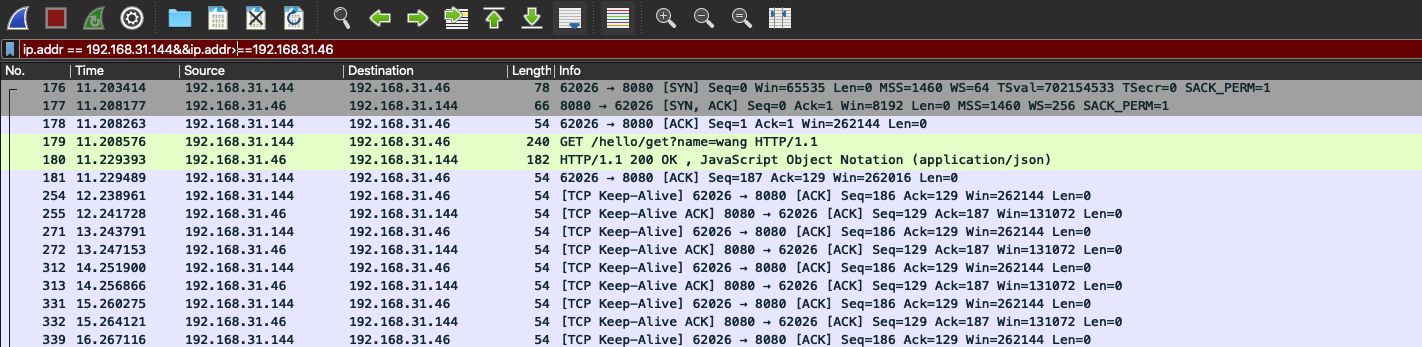 ip.addr == 192.168.31.144&&ip.addr>==192.168.31.46
No. Time Source Destination Length Info
176 11.203414 192.168.31.144 192.168.31.46 78 62026 → 8080 [SYN] Seq=0 Win=65535 Len=0 MSS=1460 WS=64 TSval=702154533 TSecr=0 SACK_PERM=1
177 11.208177 192.168.31.46 192.168.31.144 66 8080 → 62026 [SYN, ACK] Seq=0 Ack=1 Win=8192 Len=0 MSS=1460 WS=256 SACK_PERM=1
178 11.208263 192.168.31.144 192.168.31.46 54 62026 → 8080 [ACK] Seq=1 Ack=1 Win=262144 Len=0
179 11.208576 192.168.31.144 192.168.31.46 240 GET /hello/get?name=wang HTTP/1.1
180 11.229393 192.168.31.46 192.168.31.144 182 HTTP/1.1 200 OK , JavaScript Object Notation (application/json)
181 11.229489 192.168.31.144 192.168.31.46 54 62026 → 8080 [ACK] Seq=187 Ack=129 Win=262016 Len=0
254 12.238961 192.168.31.144 192.168.31.46 54 [TCP Keep-Alive] 62026 → 8080 [ACK] Seq=186 Ack=129 Win=262144 Len=0
255 12.241728 192.168.31.46 192.168.31.144 54 [TCP Keep-Alive ACK] 8080 → 62026 [ACK] Seq=129 Ack=187 Win=131072 Len=0
271 13.243791 192.168.31.144 192.168.31.46 54 [TCP Keep-Alive] 62026 → 8080 [ACK] Seq=186 Ack=129 Win=262144 Len=0
272 13.247153 192.168.31.46 192.168.31.144 54 [TCP Keep-Alive ACK] 8080 → 62026 [ACK] Seq=129 Ack=187 Win=131072 Len=0
312 14.251900 192.168.31.144 192.168.31.46 54 [TCP Keep-Alive] 62026 → 8080 [ACK] Seq=186 Ack=129 Win=262144 Len=0
313 14.256866 192.168.31.46 192.168.31.144 54 [TCP Keep-Alive ACK] 8080 → 62026 [ACK] Seq=129 Ack=187 Win=131072 Len=0
331 15.260275 192.168.31.144 192.168.31.46 54 [TCP Keep-Alive] 62026 → 8080 [ACK] Seq=186 Ack=129 Win=262144 Len=0
332 15.264121 192.168.31.46 192.168.31.144 54 [TCP Keep-Alive ACK] 8080 → 62026 [ACK] Seq=129 Ack=187 Win=131072 Len=0
339 16.267116 192.168.31.144 192.168.31.46 54 [TCP Keep-Alive] 62026 → 8080 [ACK] Seq=186 Ack=129 Win=262144 Len=0